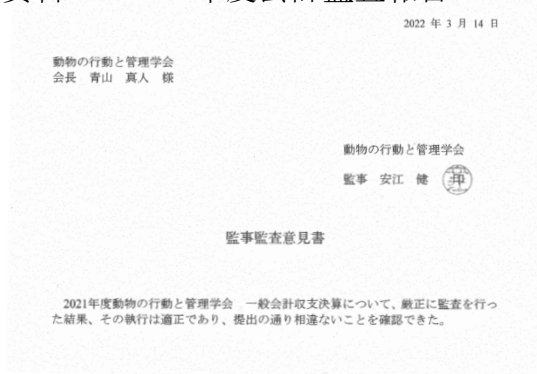 2022 年 3 月 14 日
動物の行動と管理学会
会長　青山　真人　様
動物の行動と管理学会
監事　安江　健　印
監事監査意見書
2021年度動物の行動と管理学会　一般会計収支決算について、厳正に監査を行っ
た結果、その執行は適正であり、提出の通り相違ないことを確認できた。